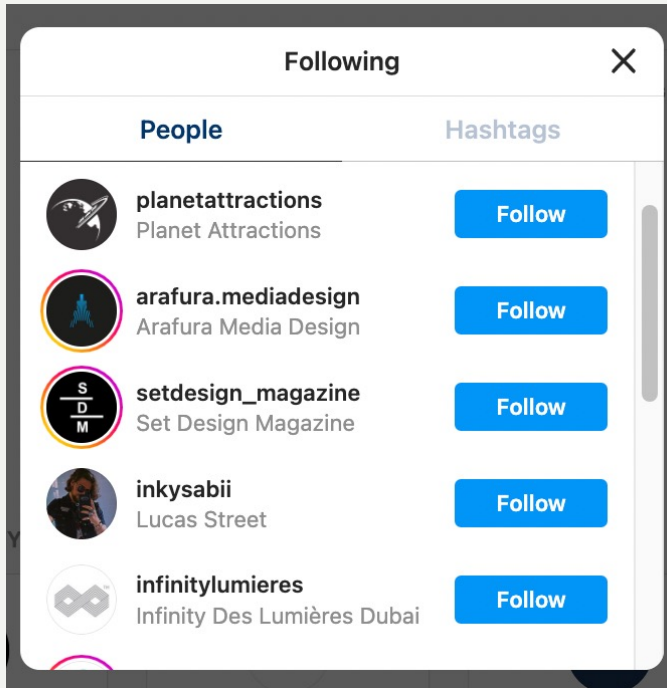 Following
People
Hashtags
planetattractions
Planet Attractions
Follow
arafura.mediadesign
Arafura Media Design
Follow
S
D
M
setdesign_magazine
Set Design Magazine
Follow
inkysabii
Lucas Street
Follow
infinitylumieres
Infinity Des Lumières Dubai
Follow